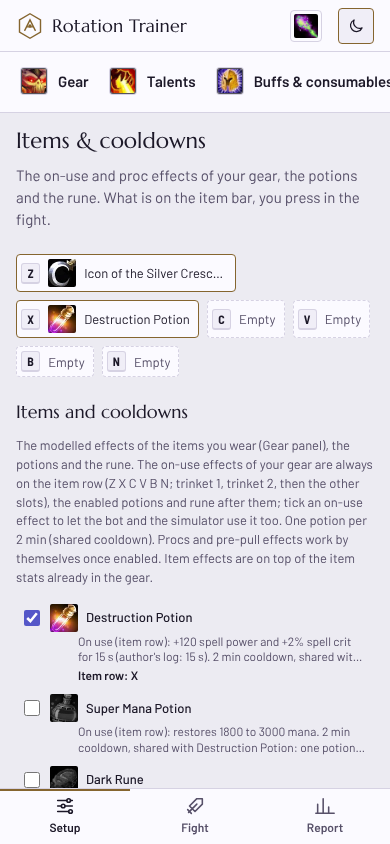 Rotation Trainer
Gear
Talents
Buffs & consumables
Items & cooldowns
The on-use and proc effects of your gear, the potions
and the rune. What is on the item bar, you press in the
fight.
Z Icon of the Silver Cresc...
X Destruction Potion C Empty V Empty
B Empty N Empty
Items and cooldowns
The modelled effects of the items you wear (Gear panel), the
potions and the rune. The on-use effects of your gear are always
on the item row (Z X C V B N; trinket 1, trinket 2, then the other
slots), the enabled potions and rune after them; tick an on-use
effect to let the bot and the simulator use it too. One potion per
2 min (shared cooldown). Procs and pre-pull effects work by
themselves once enabled. Item effects are on top of the item
stats already in the gear.
Destruction Potion
On use (item row): +120 spell power and +2% spell crit
for 15 s (author's log: 15 s). 2 min cooldown, shared wit...
Item row: X
Super Mana Potion
On use (item row): restores 1800 to 3000 mana. 2 min
cooldown, shared with Destruction Potion: one potion...
Dark Rune
Setup
Fight
Report